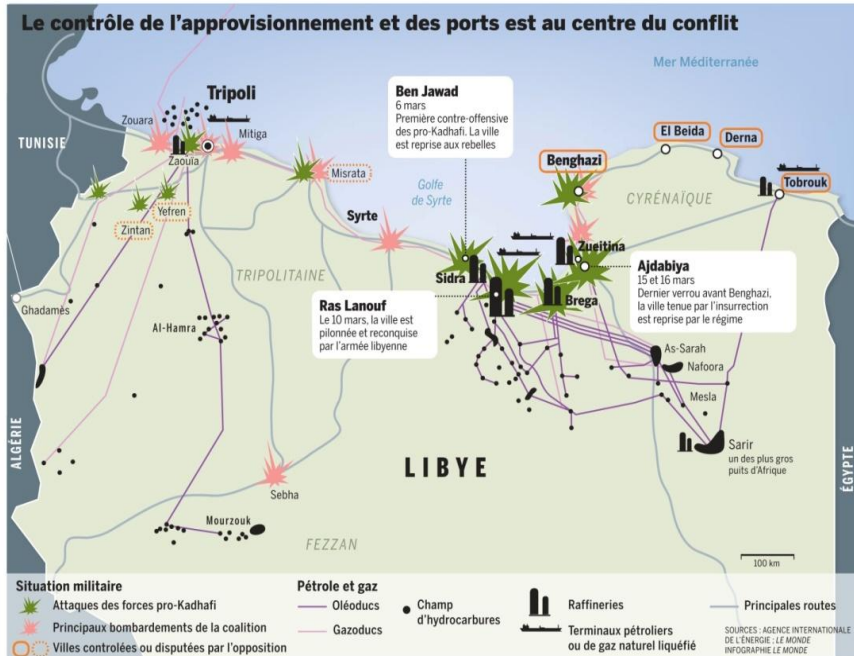 Le contrôle de l'approvisionnement et des ports est au centre du conflit
Mer Méditerranée
Tripoli
Zouara
Mitiga
TUNISIE
Zaouïa
Ben Jawad
6 mars
Première contre-offensive
des pro-Kadhafi. La ville
est reprise aux rebelles
El Beida
Derna
Benghazi
Misrata
Tobrouk
Golfe
de Syrte
CYRÉNAÏQUE
Yefren
Zintan
Syrte
Zueitina
TRIPOLITAINE
Sidra
Ajdabiya
15 et 16 mars
Dernier verrou avant Benghazi,
la ville tenue par l'insurrection
est reprise par le régime
Ras Lanouf
Le 10 mars, la ville est
pilonnée et reconquise
par l'armée libyenne
Brega
Ghadamès
Al-Hamra
As-Sarah
Nafoora
Mesla
Sarir
un des plus gros
puits d'Afrique
ALGÉRIE
LIBYE
ÉGYPTE
Sebha
Mourzouk
FEZZAN
100 km
Situation militaire
Attaques des forces pro-Kadhafi
Principaux bombardements de la coalition
Villes controlées ou disputées par l'opposition
Pétrole et gaz
Oléoducs
Gazoducs
Champ
d'hydrocarbures
Raffineries
Terminaux pétroliers
ou de gaz naturel liquéfié
Principales routes
SOURCES : AGENCE INTERNATIONALE
DE L'ÉNERGIE ; LE MONDE
INFOGRAPHIE LE MONDE